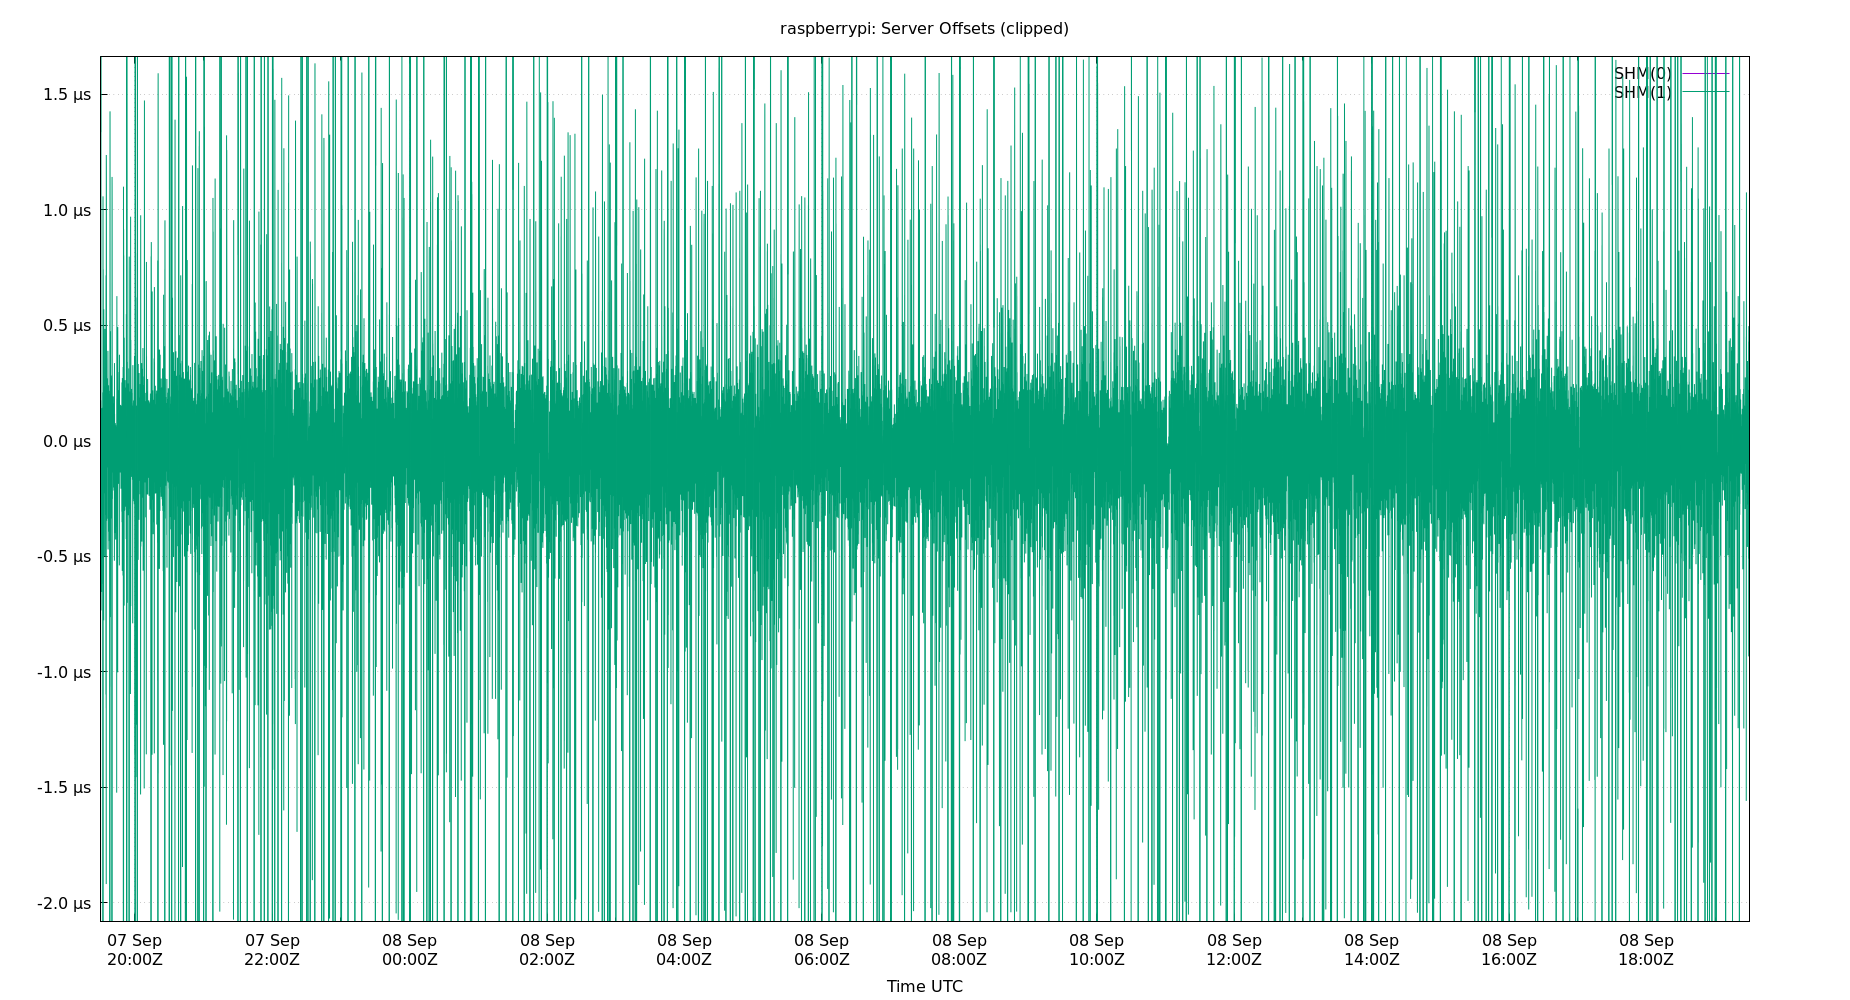 raspberrypi: Server Offsets (clipped)
SHM(0)
SHM(1)
1.5 µs
1.0 µs
0.5 µs
0.0 µs
-0.5 µs
-1.0 µs
-1.5 µs
-2.0 µs
07 Sep 07 Sep 08 Sep 08 Sep 08 Sep 08 Sep 08 Sep 08 Sep 08 Sep 08 Sep 08 Sep 08 Sep
20:00Z 22:00Z 00:00Z 02:00Z 04:00Z 06:00Z 08:00Z 10:00Z 12:00Z 14:00Z 16:00Z 18:00Z
Time UTC